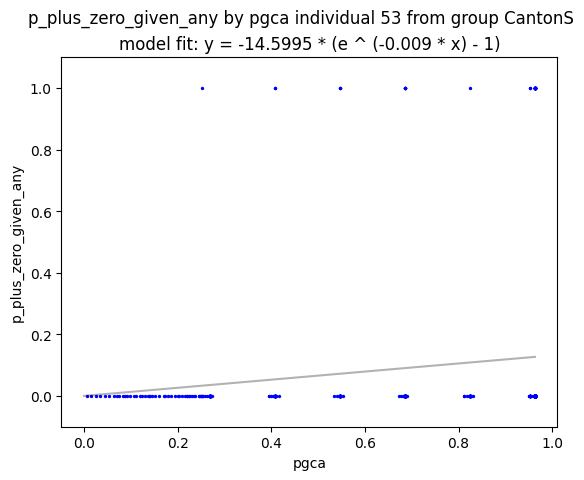 p_plus_zero_given_any by pgca individual 53 from group CantonS
model fit: y = -14.5995 * (e ^ (-0.009 * x) - 1)
1.0
0.8
0.6
0.4
0.2
0.0
p_plus_zero_given_any
0.0 0.2 0.4 0.6 0.8 1.0
pgca